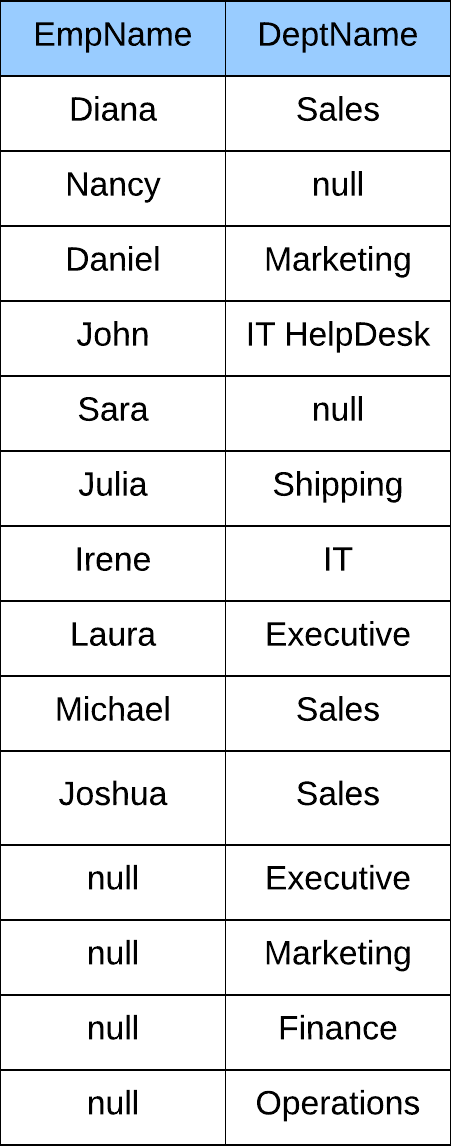 EmpName DeptName
Diana Sales
Nancy null
Daniel Marketing
John IT HelpDesk
Sara null
Julia Shipping
Irene IT
Laura Executive
Michael Sales
Joshua Sales
null Executive
null Marketing
null Finance
null Operations